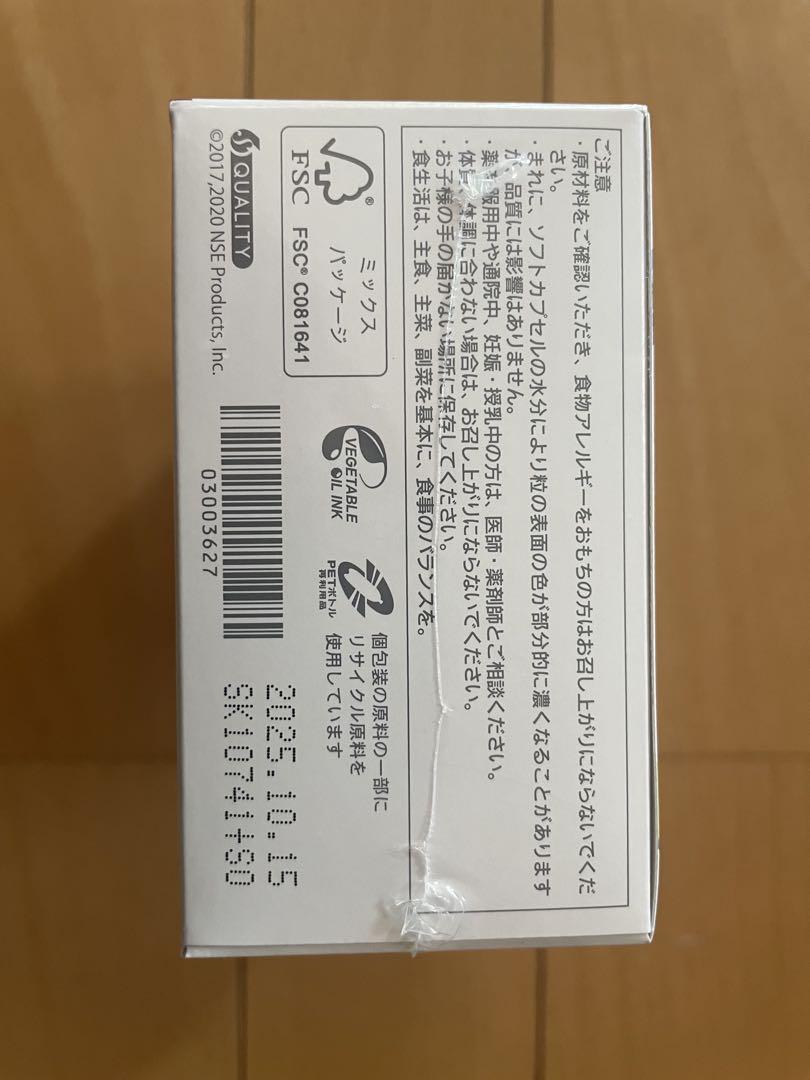 ご注意
・原材料をご確認いただき、食物アレルギーをおもちの方はお召し上がりにならないでくだ
さい。
・まれに、ソフトカプセルの水分により粒の表面の色が部分的に濃くなることがあります
が、品質には影響はありません。
・薬を服用中や通院中、妊娠・授乳中の方は、医師・薬剤師とご相談ください。
・体質や体調に合わない場合は、お召し上がりにならないでください。
・お子様の手の届かない場所に保存してください。
・食生活は、主食、主菜、副菜を基本に、食事のバランスを。
FSC®
ミックス
パッケージ
FSC® C081641
VEGETABLE
OIL INK
PETボトル
再利用品
個包装の原料の一部に
リサイクル原料を
使用しています
QUALITY
©2017,2020 NSE Products, Inc.
03003627
2025.10.15
SK10741+SO